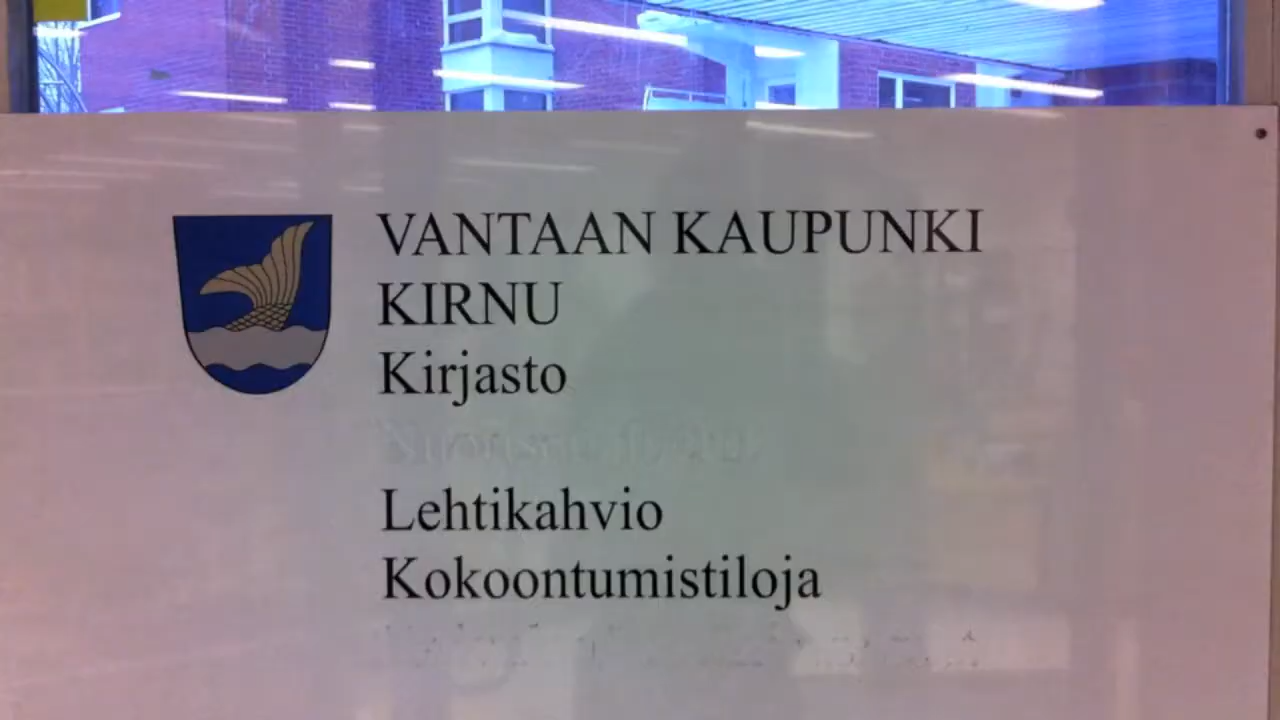 VANTAAN KAUPUNKI
KIRNU
Kirjasto
Lehtikahvio
Kokoontumistiloja